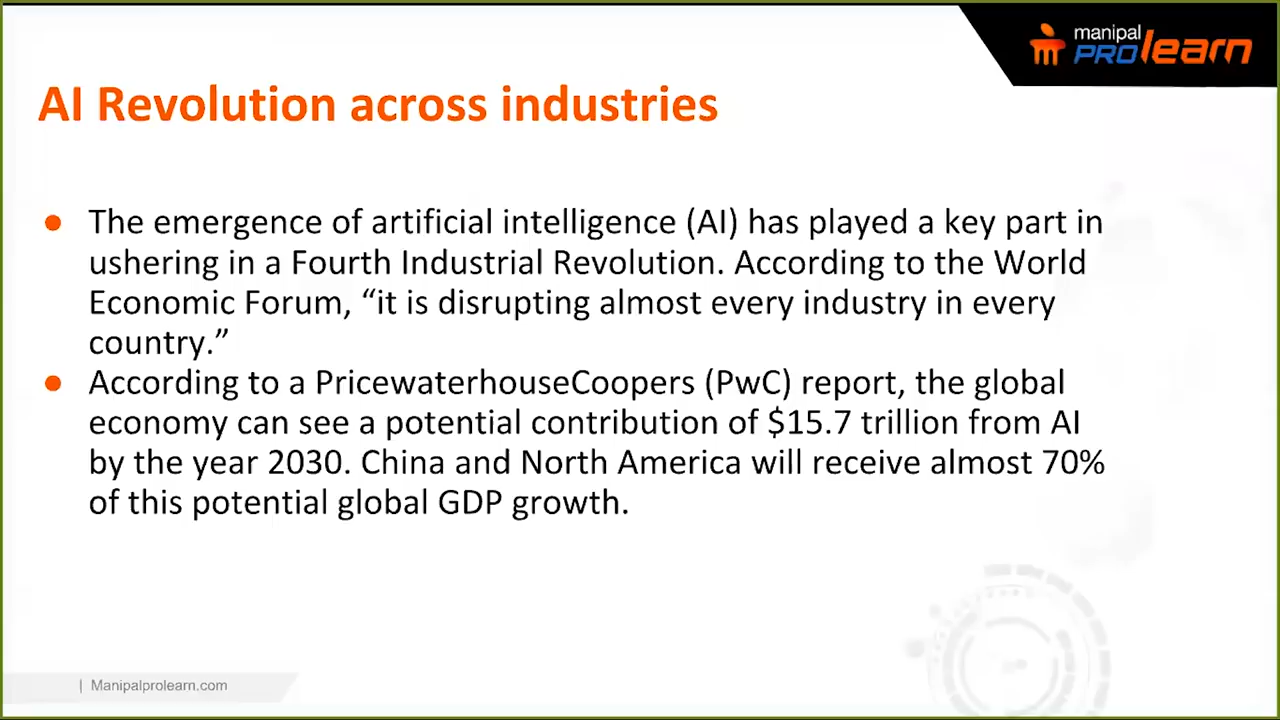 manipal
PROlearn
AI Revolution across industries
● The emergence of artificial intelligence (AI) has played a key part in
ushering in a Fourth Industrial Revolution. According to the World
Economic Forum, “it is disrupting almost every industry in every
country.”
● According to a PricewaterhouseCoopers (PwC) report, the global
economy can see a potential contribution of $15.7 trillion from AI
by the year 2030. China and North America will receive almost 70%
of this potential global GDP growth.
| Manipalprolearn.com